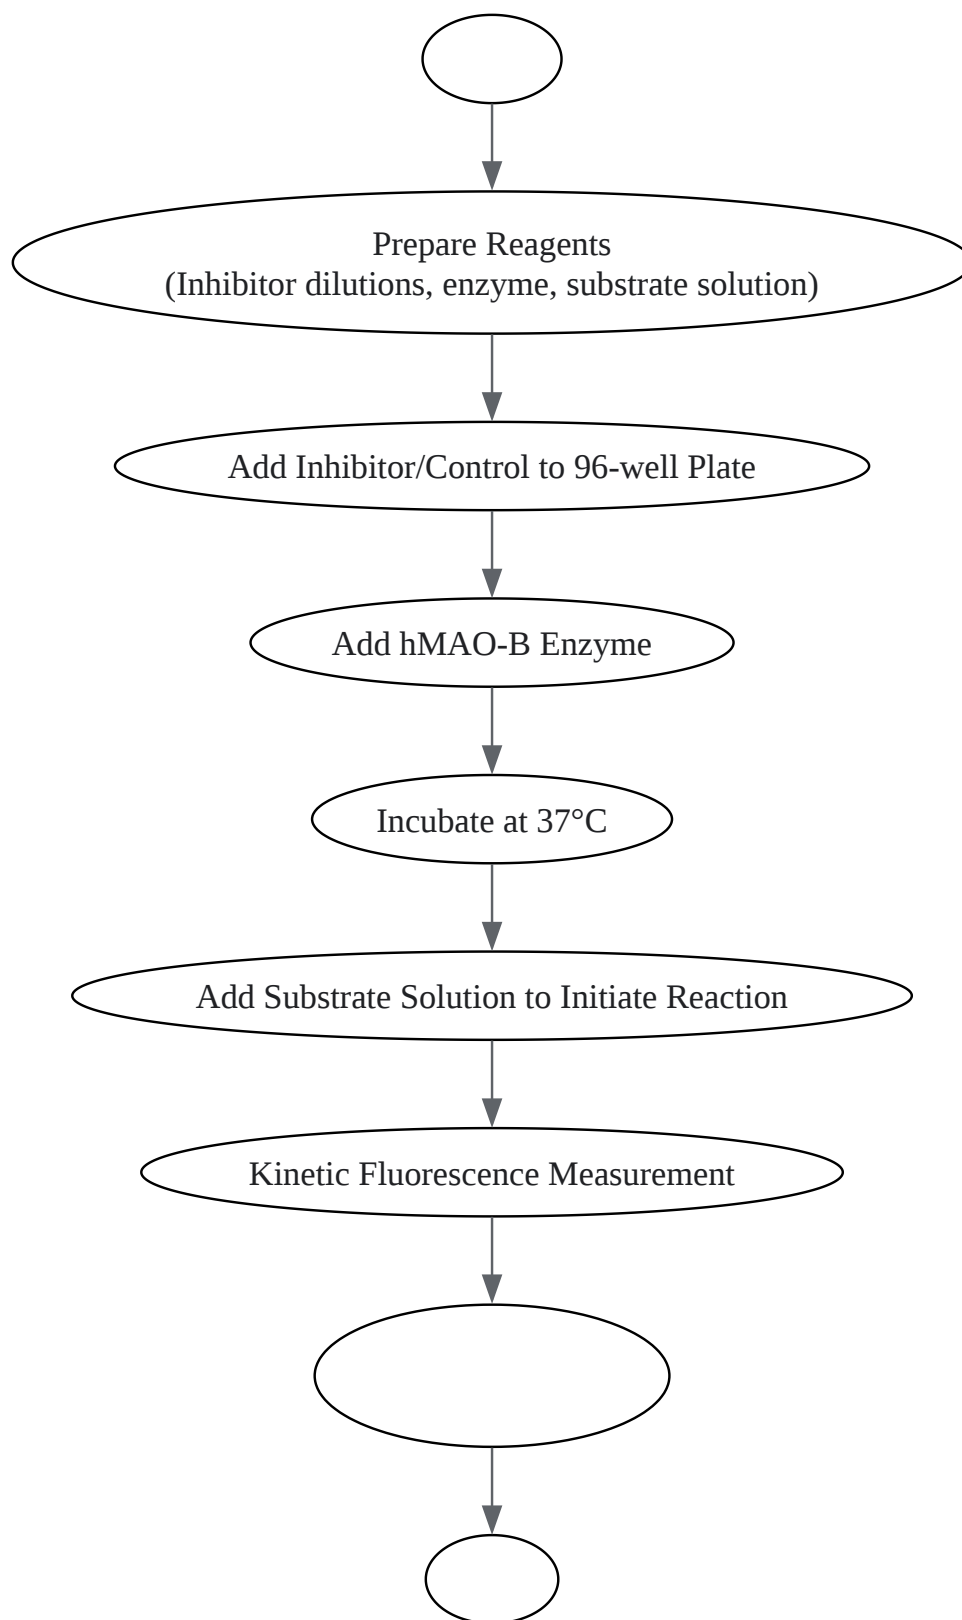 Prepare Reagents
(Inhibitor dilutions, enzyme, substrate solution)
Add Inhibitor/Control to 96-well Plate
Add hMAO-B Enzyme
Incubate at 37°C
Add Substrate Solution to Initiate Reaction
Kinetic Fluorescence Measurement